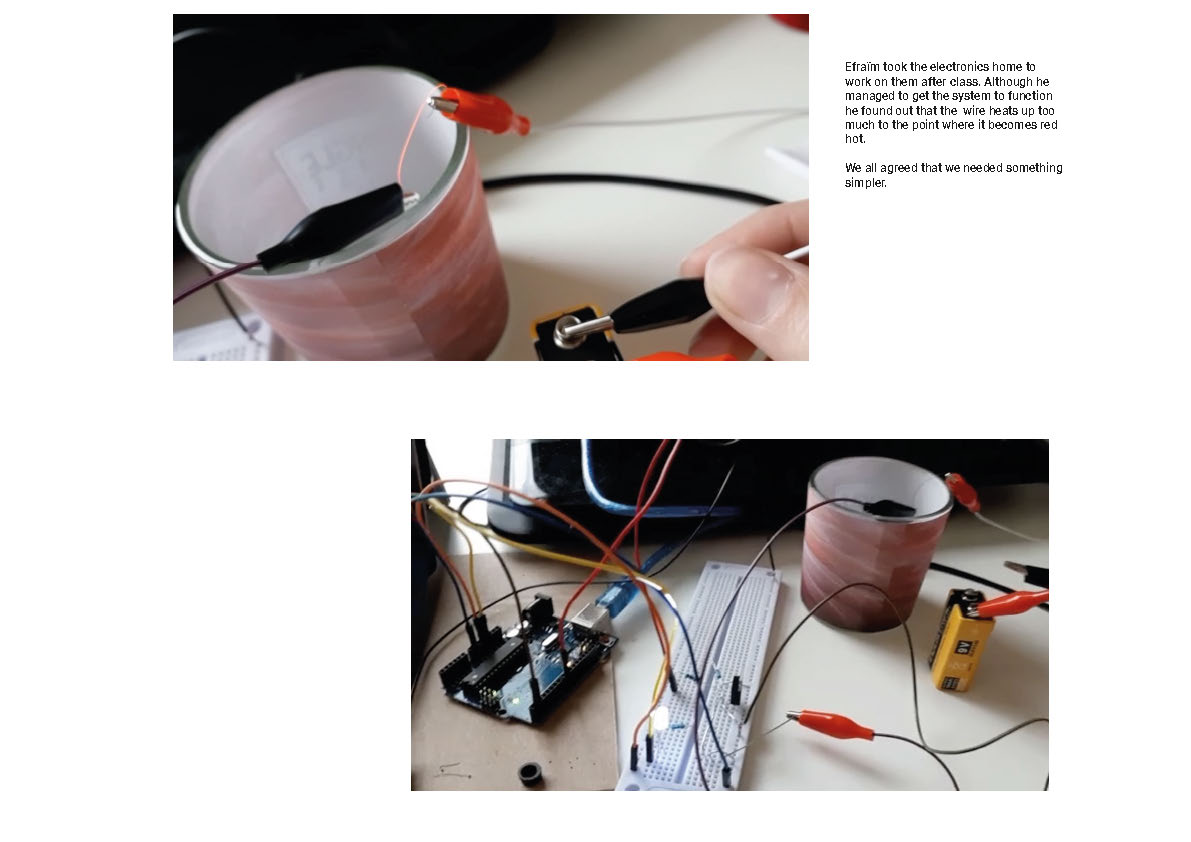 Efraïm took the electronics home to
work on them after class. Although he
managed to get the system to function
he found out that the wire heats up too
much to the point where it becomes red
hot.
We all agreed that we needed something
simpler.
9V